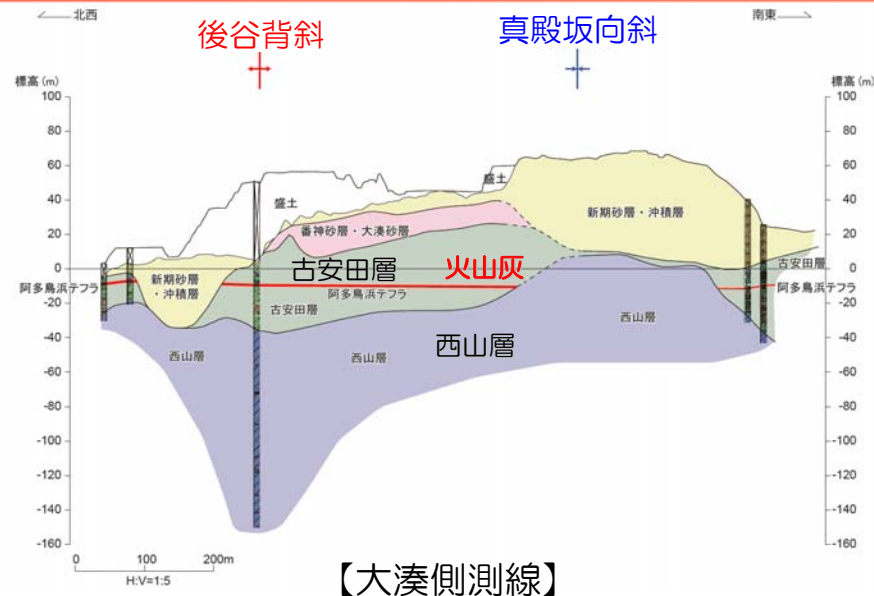 北西
南東
後谷背斜
真殿坂向斜
標高(m)
標高(m)
100
100
80
80
60
60
40
40
20
20
0
0
-20
-20
-40
-40
-60
-60
-80
-80
-100
-100
-120
-120
-140
-140
-160
-160
盛土
盛土
番神砂層・大湊砂層
新期砂層・沖積層
新期砂層
・沖積層
古安田層
火山灰
古安田層
阿多鳥浜テフラ
阿多鳥浜テフラ
阿多鳥浜テフラ
古安田層
西山層
西山層
西山層
西山層
0 100 200m
H:V=1:5
【大湊側測線】